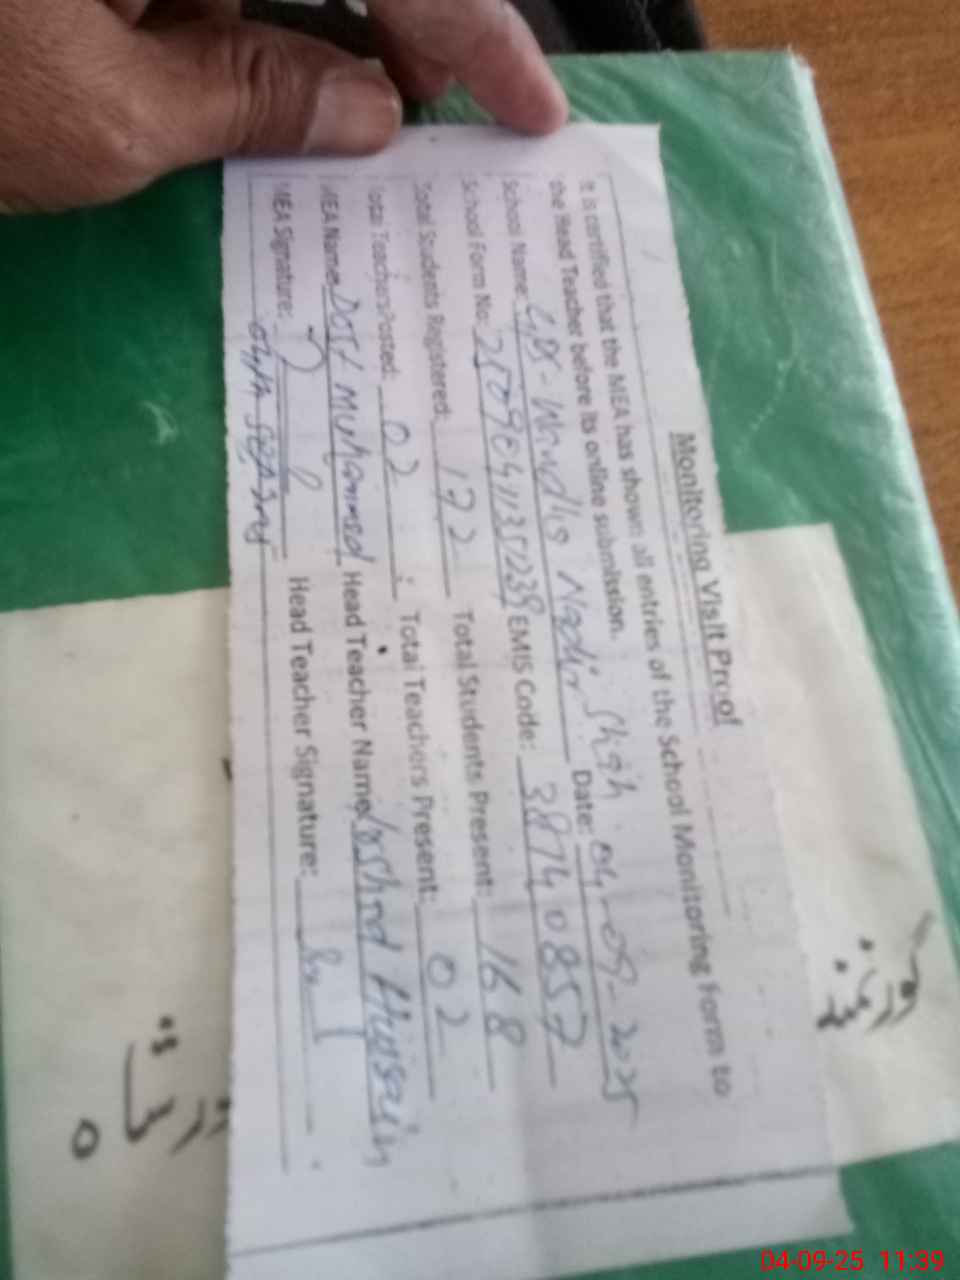 Monitoring Visit Proof
It is certified that the MEA has shown all entries of the School Monitoring Form to
the Head Teacher before its online submission.
School Name: GPS - Nadir Shah Date: 04-09-2025
School Form No: EMIS Code: 38740857
Total Students Registered: 172 Total Students Present: 168
Total Teachers Posted: 02 Total Teachers Present: 02
MEA Name: DOST MUHAMMAD Head Teacher Name: Hussain
MEA Signature: Head Teacher Signature:
گورنمنٹ
04-09-25 11:39